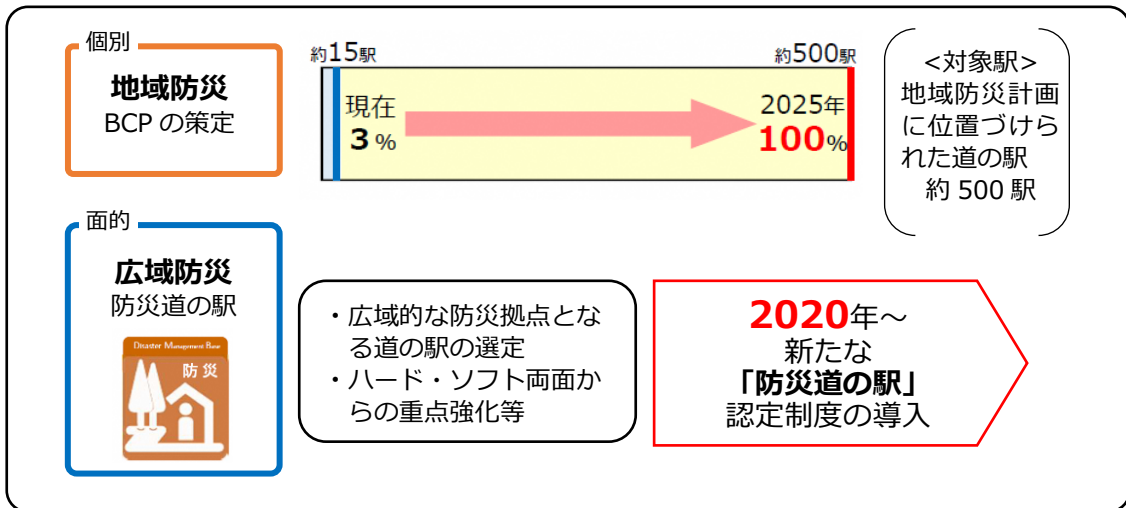 個別
地域防災
BCP の策定
約15駅
約500駅
現在
3%
2025年
100%
<対象駅>
地域防災計画
に位置づけら
れた道の駅
約 500 駅
面的
広域防災
防災道の駅
Disaster Management Base
防災
・広域的な防災拠点とな
る道の駅の選定
・ハード・ソフト両面か
らの重点強化等
2020年～
新たな
「防災道の駅」
認定制度の導入